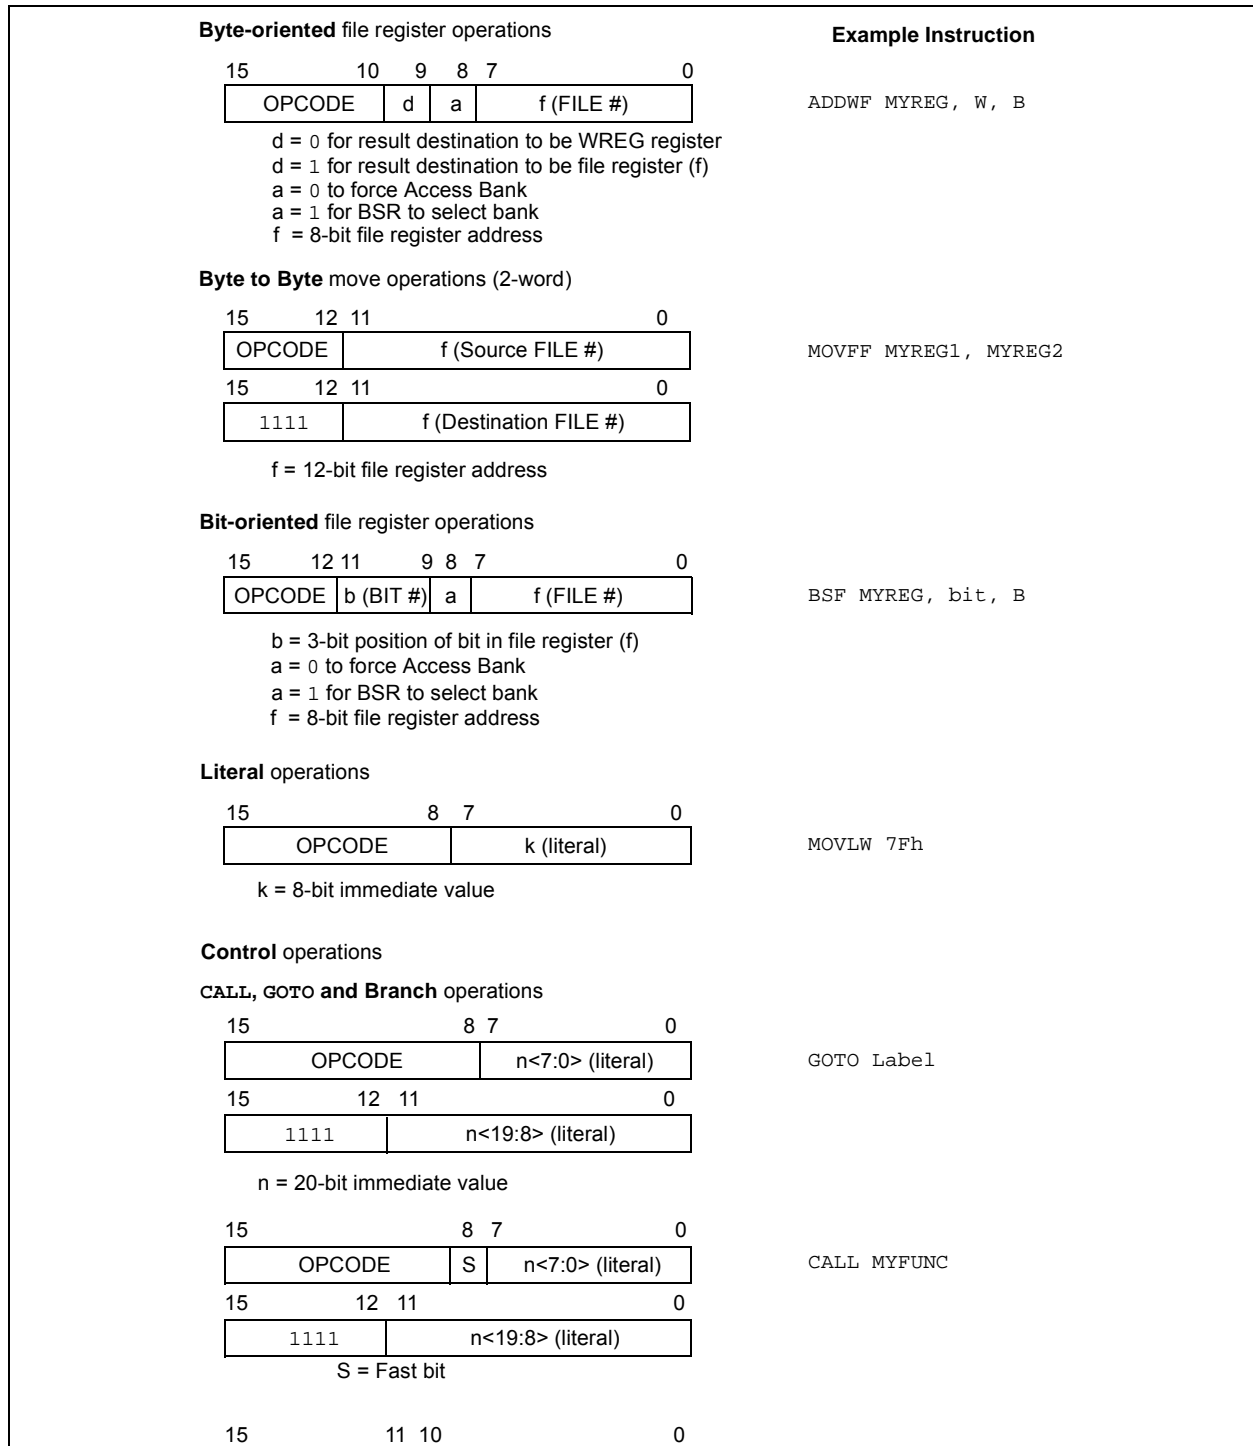 Byte-oriented file register operations
Example Instruction
15 10 9 8 7 0
OPCODE d a f (FILE #)
ADDWF MYREG, W, B
d = 0 for result destination to be WREG register
d = 1 for result destination to be file register (f)
a = 0 to force Access Bank
a = 1 for BSR to select bank
f = 8-bit file register address
Byte to Byte move operations (2-word)
15 12 11 0
OPCODE f (Source FILE #)
MOVFF MYREG1, MYREG2
15 12 11 0
1111 f (Destination FILE #)
f = 12-bit file register address
Bit-oriented file register operations
15 12 11 9 8 7 0
OPCODE b (BIT #) a f (FILE #)
BSF MYREG, bit, B
b = 3-bit position of bit in file register (f)
a = 0 to force Access Bank
a = 1 for BSR to select bank
f = 8-bit file register address
Literal operations
15 8 7 0
OPCODE k (literal)
MOVLW 7Fh
k = 8-bit immediate value
Control operations
CALL, GOTO and Branch operations
15 8 7 0
OPCODE n<7:0> (literal)
GOTO Label
15 12 11 0
1111 n<19:8> (literal)
n = 20-bit immediate value
15 8 7 0
OPCODE S n<7:0> (literal)
CALL MYFUNC
15 12 11 0
1111 n<19:8> (literal)
S = Fast bit
15 11 10 0